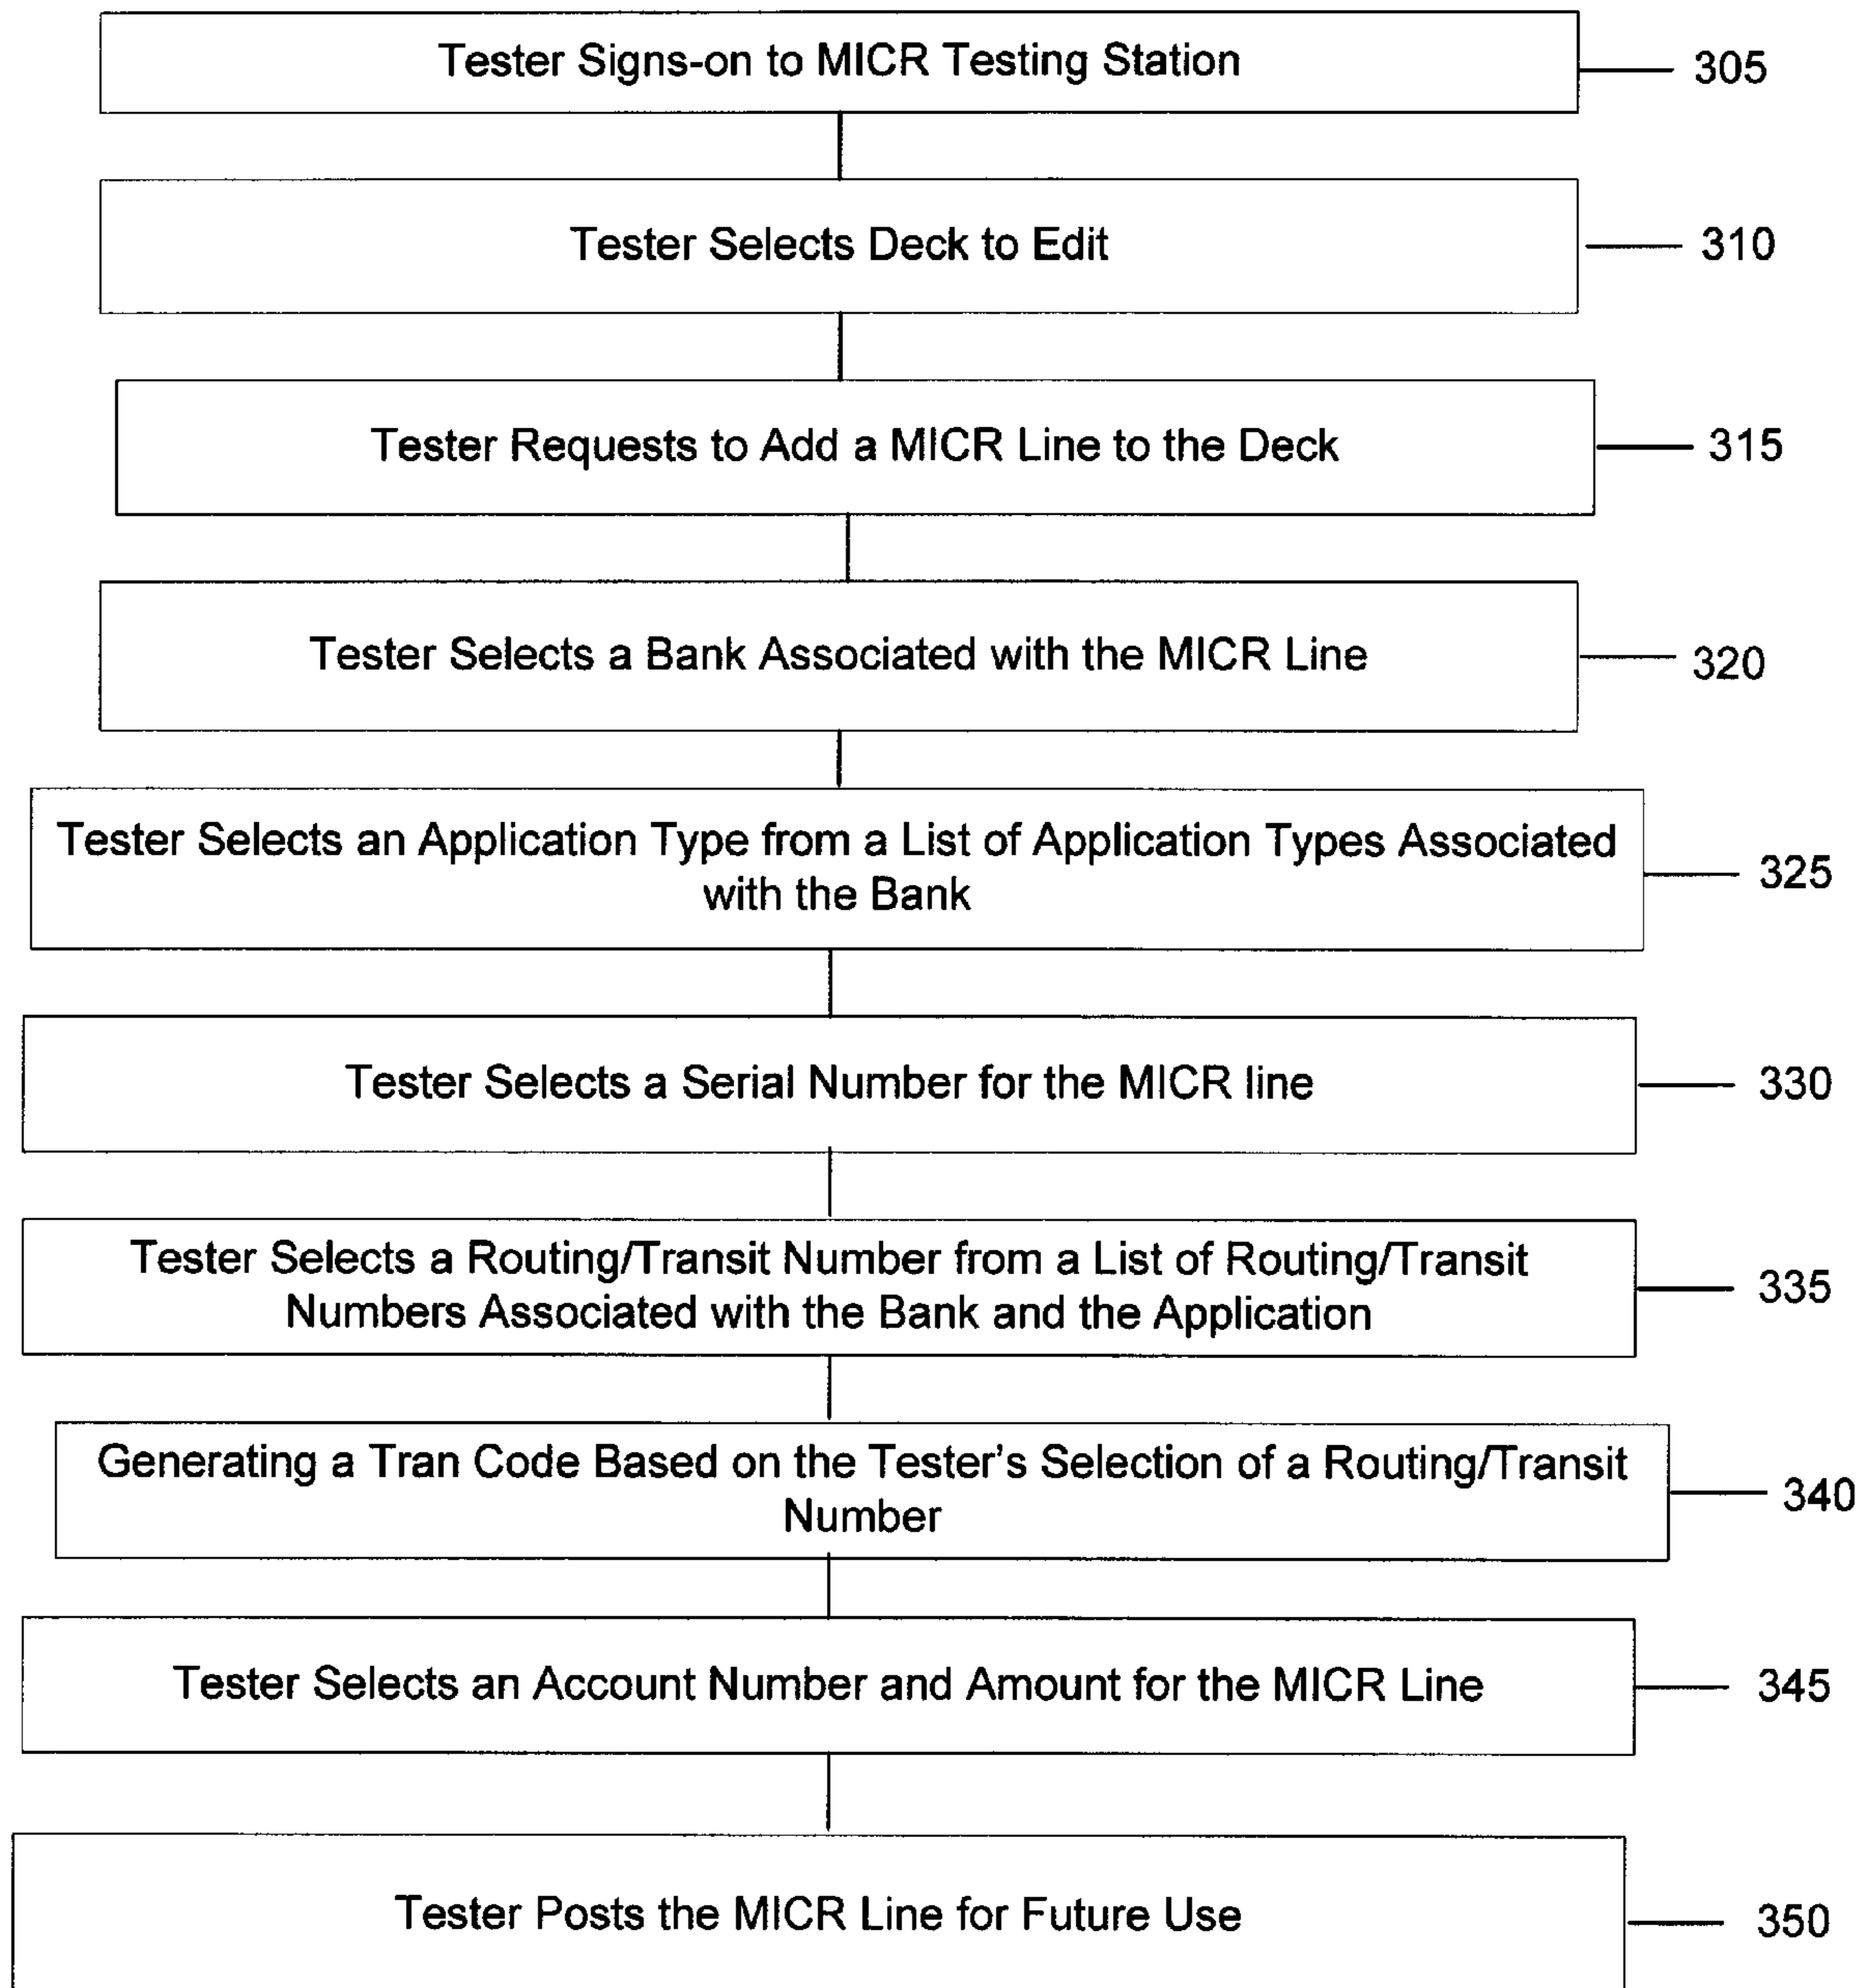 Tester Signs-on to MICR Testing Station
305
Tester Selects Deck to Edit
310
Tester Requests to Add a MICR Line to the Deck
315
Tester Selects a Bank Associated with the MICR Line
320
Tester Selects an Application Type from a List of Application Types Associated
with the Bank
325
Tester Selects a Serial Number for the MICR line
330
Tester Selects a Routing/Transit Number from a List of Routing/Transit
Numbers Associated with the Bank and the Application
335
Generating a Tran Code Based on the Tester's Selection of a Routing/Transit
Number
340
Tester Selects an Account Number and Amount for the MICR Line
345
Tester Posts the MICR Line for Future Use
350